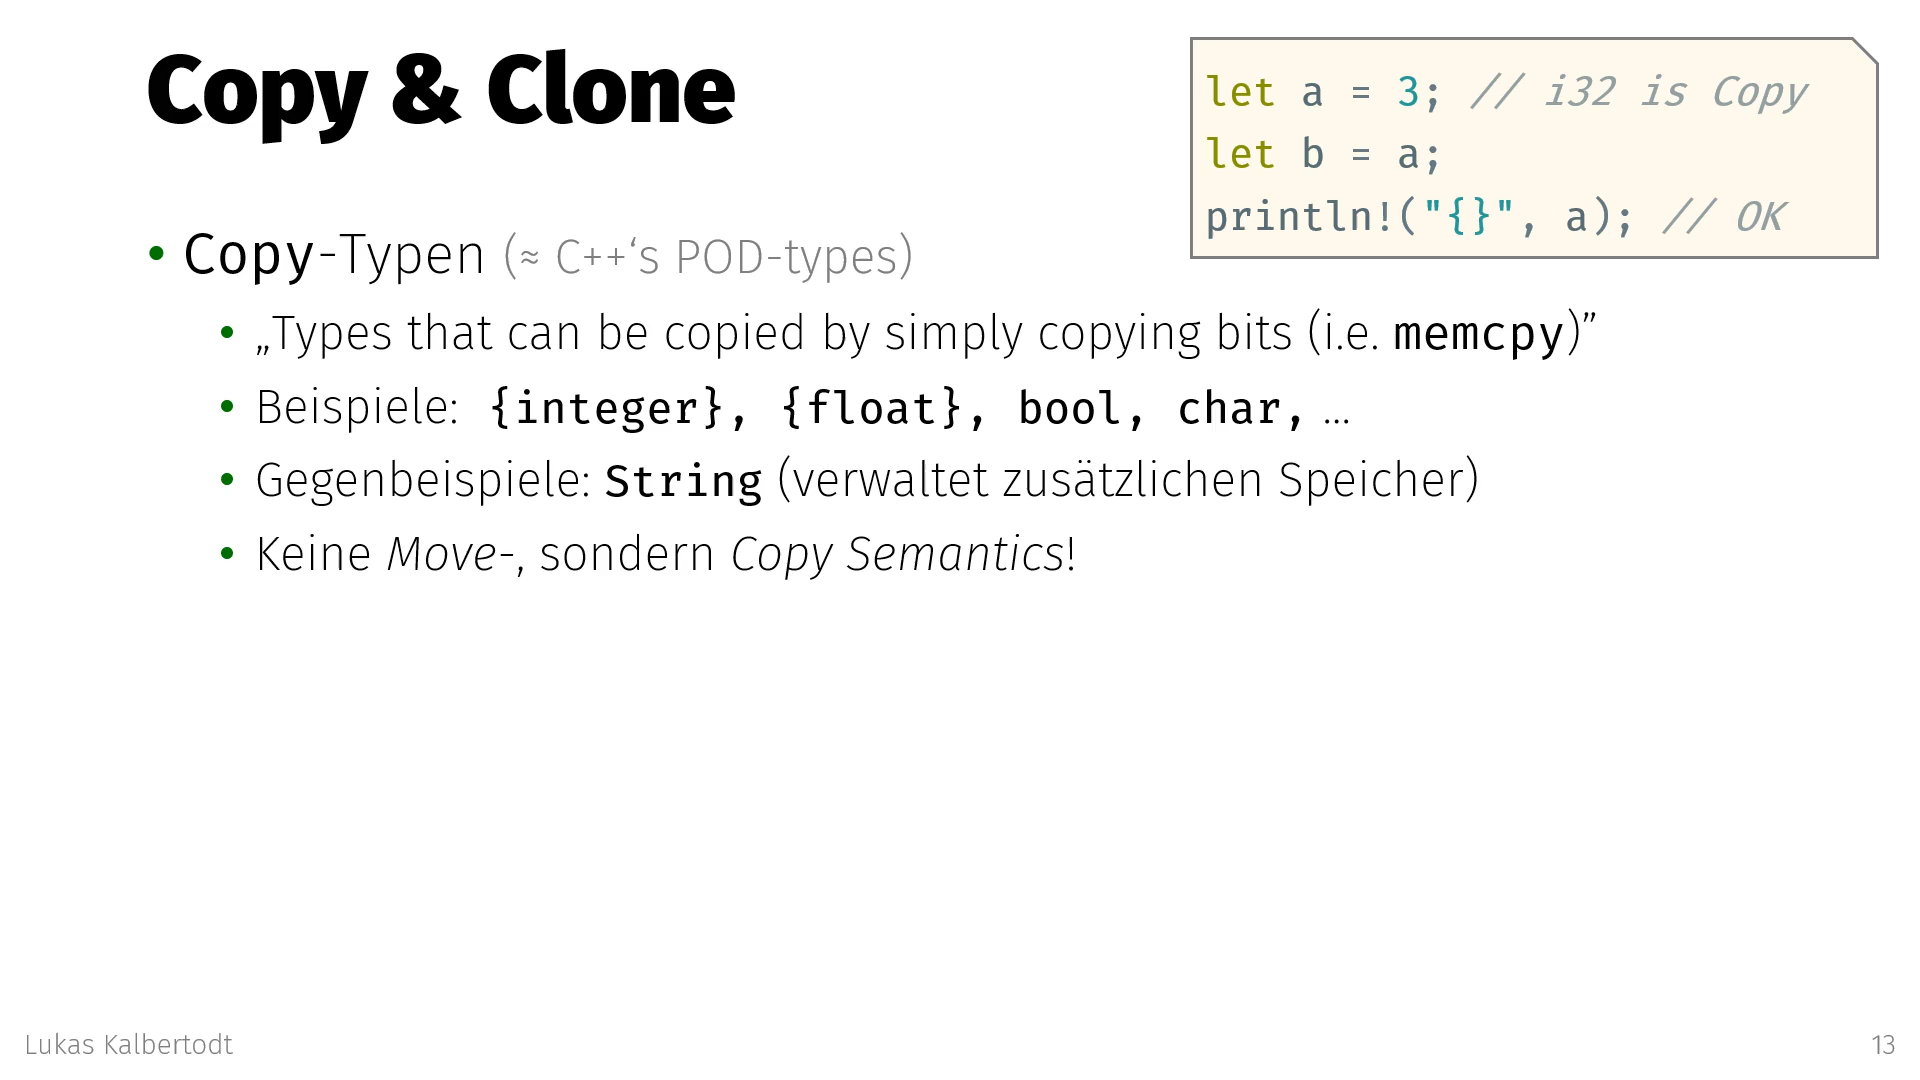 Copy & Clone
let a = 3; // i32 is Copy
let b = a;
println!("{}", a); // OK
• Copy-Typen (≈ C++‘s POD-types)
• „Types that can be copied by simply copying bits (i.e. memcpy)”
• Beispiele: {integer}, {float}, bool, char, …
• Gegenbeispiele: String (verwaltet zusätzlichen Speicher)
• Keine Move-, sondern Copy Semantics!
Lukas Kalbertodt
13